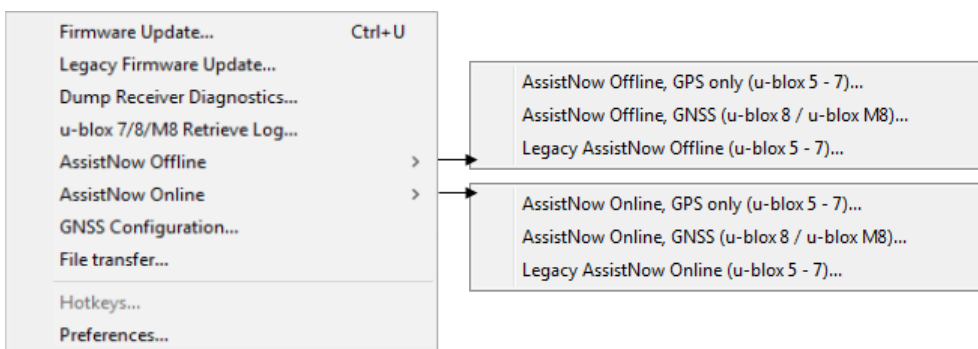 Firmware Update... Ctrl+U
Legacy Firmware Update...
Dump Receiver Diagnostics...
u-blox 7/8/M8 Retrieve Log...
AssistNow Offline >
AssistNow Online >
GNSS Configuration...
File transfer...
Hotkeys...
Preferences...
AssistNow Offline, GPS only (u-blox 5 - 7)...
AssistNow Offline, GNSS (u-blox 8 / u-blox M8)...
Legacy AssistNow Offline (u-blox 5 - 7)...
AssistNow Online, GPS only (u-blox 5 - 7)...
AssistNow Online, GNSS (u-blox 8 / u-blox M8)...
Legacy AssistNow Online (u-blox 5 - 7)...